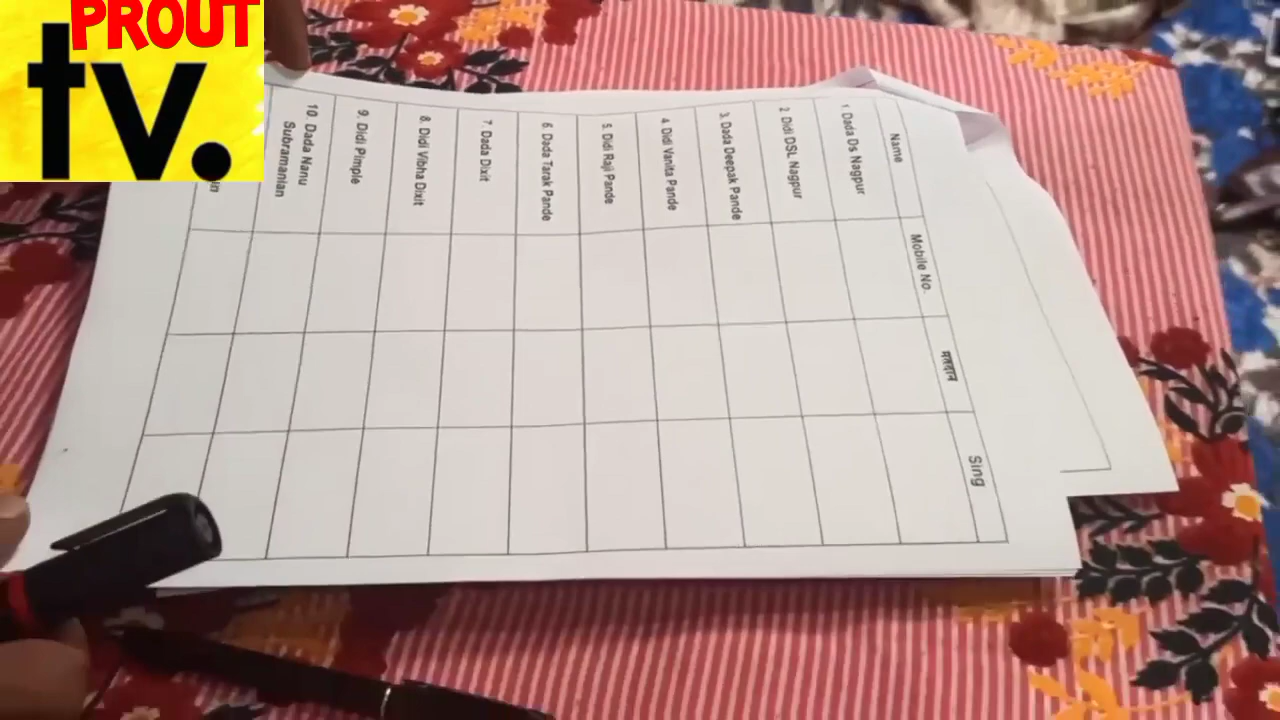 PROUT
tv.
Name
Mobile No.
मतदान
Sing
1. Dada Ds Nagpur
2 Didi DSL Nagpur
3. Dada Deepak Pande
4. Didi Vanita Pande
5. Didi Raji Pande
6 Dada Tarak Pande
7. Dada Dixit
8. Didi Vibha Dixit
9. Didi Pimple
10. Dada Nanu
Subramanian